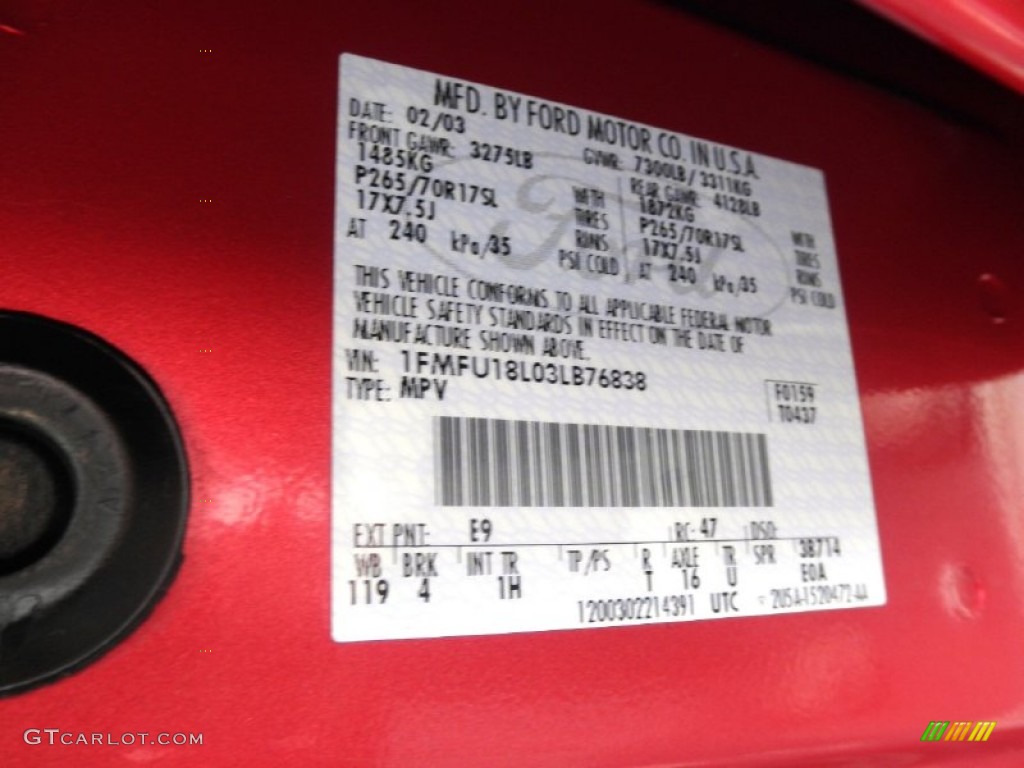 MFD. BY FORD MOTOR CO. IN U.S.A.
DATE: 02/03 GVWR: 7300LB / 3311KG
FRONT GAWR: 3275LB REAR GAWR: 4128LB
1485KG WITH 1872KG WITH
P265/70R17SL TIRES P265/70R17SL TIRES
17X7.5J RIMS 17X7.5J RIMS
AT 240 kPa/35 PSI COLD AT 240 kPa/35 PSI COLD
THIS VEHICLE CONFORMS TO ALL APPLICABLE FEDERAL MOTOR
VEHICLE SAFETY STANDARDS IN EFFECT ON THE DATE OF
MANUFACTURE SHOWN ABOVE.
VIN: 1FMFU18L03LB76838
TYPE: MPV F0159
T0437
EXT PNT: E9 RC: 47 DSO:
WB BRK INT TR TP/PS R AXLE TR SPR 38714
119 4 1H T 16 U E0A
1200302214391 UTC 2U5A-1520472-AA
GTCARLOT.COM